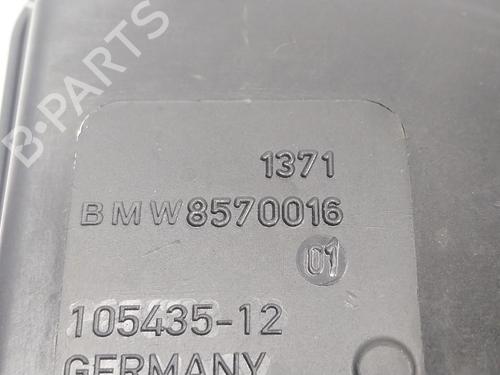 B-PARTS
1371
BMW8570016
01
105435-12
GERMANY